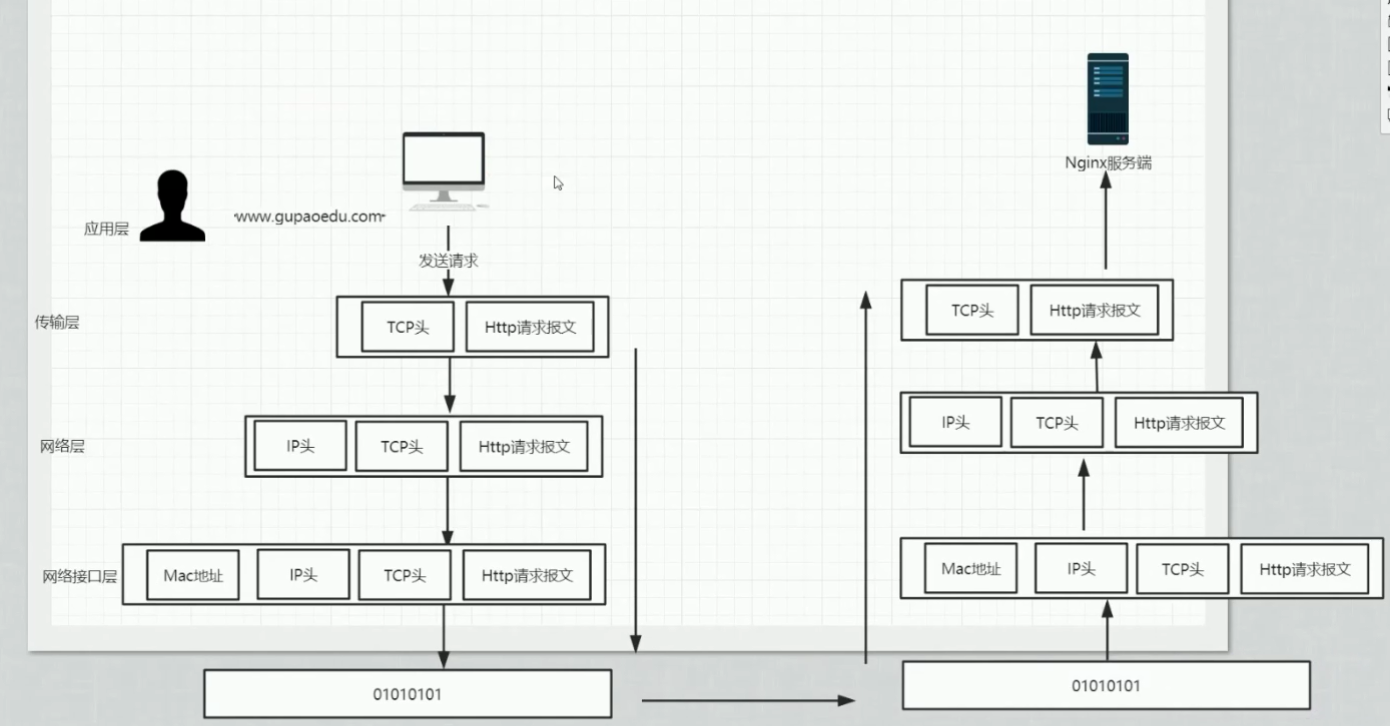 Nginx服务端
www.gupaoedu.com
应用层
发送请求
传输层
TCP头 Http请求报文
网络层
IP头 TCP头 Http请求报文
网络接口层
Mac地址 IP头 TCP头 Http请求报文
01010101
TCP头 Http请求报文
IP头 TCP头 Http请求报文
Mac地址 IP头 TCP头 Http请求报文
01010101